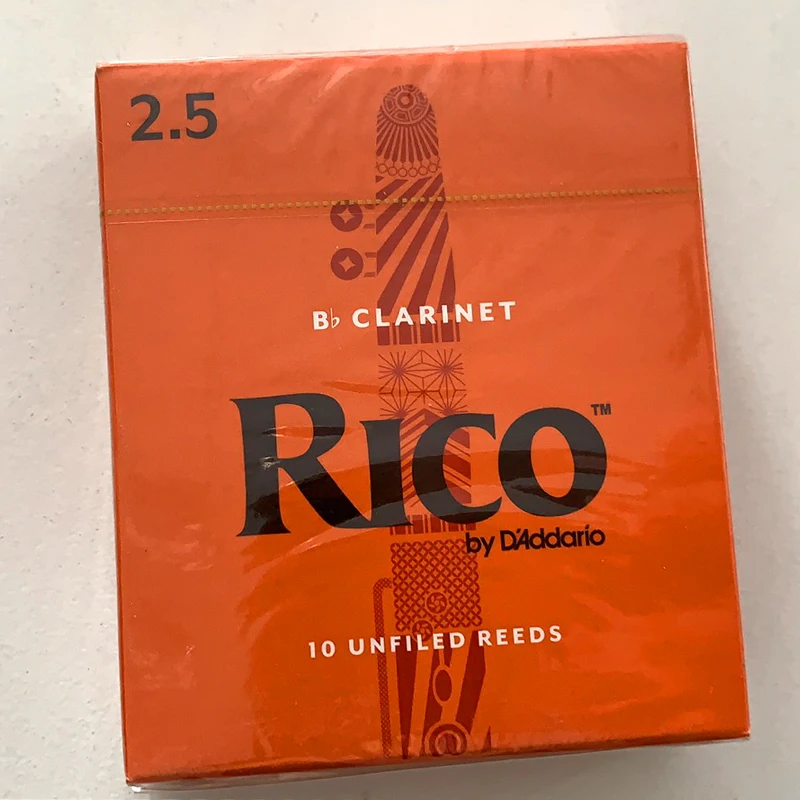 2.5
B♭ CLARINET
RICO™
by D'Addario
10 UNFILED REEDS